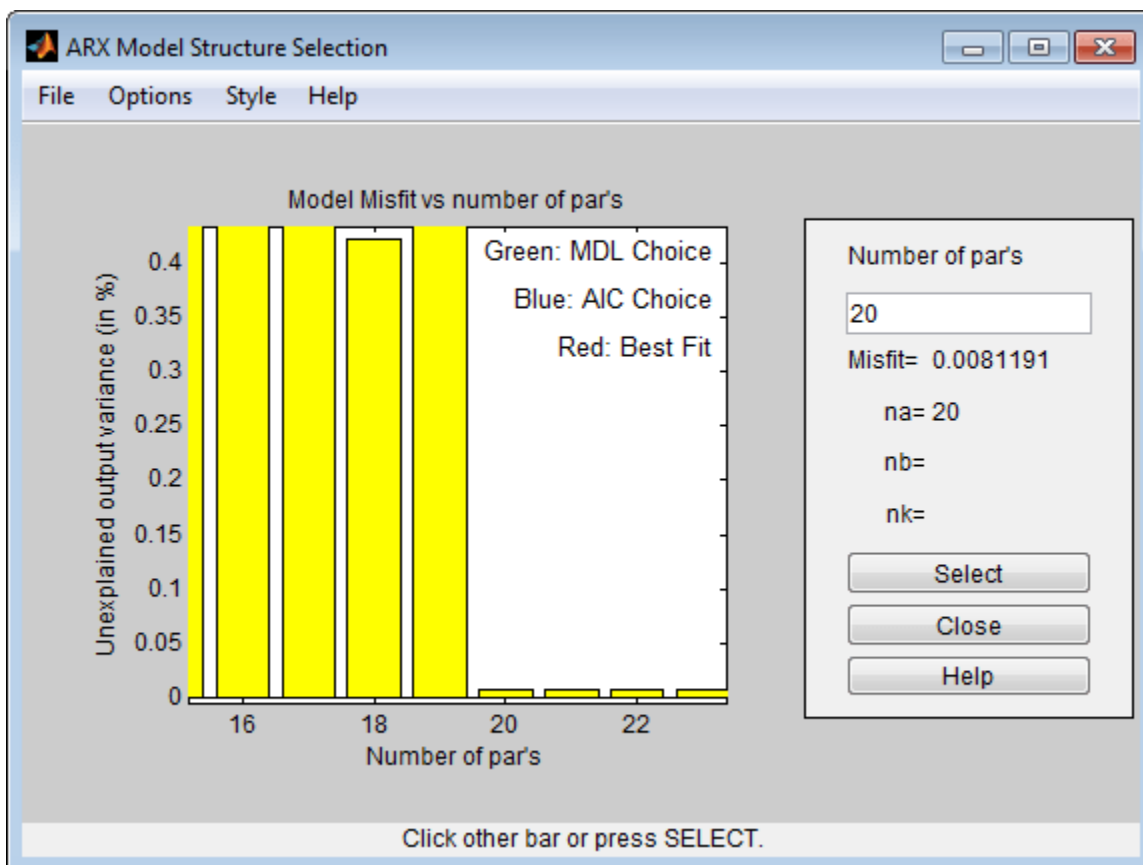 ARX Model Structure Selection
File Options Style Help
Model Misfit vs number of par's
Green: MDL Choice
Blue: AIC Choice
Red: Best Fit
Unexplained output variance (in %)
0.4
0.35
0.3
0.25
0.2
0.15
0.1
0.05
0
16 18 20 22
Number of par's
Number of par's
20
Misfit= 0.0081191
na= 20
nb=
nk=
Select
Close
Help
Click other bar or press SELECT.